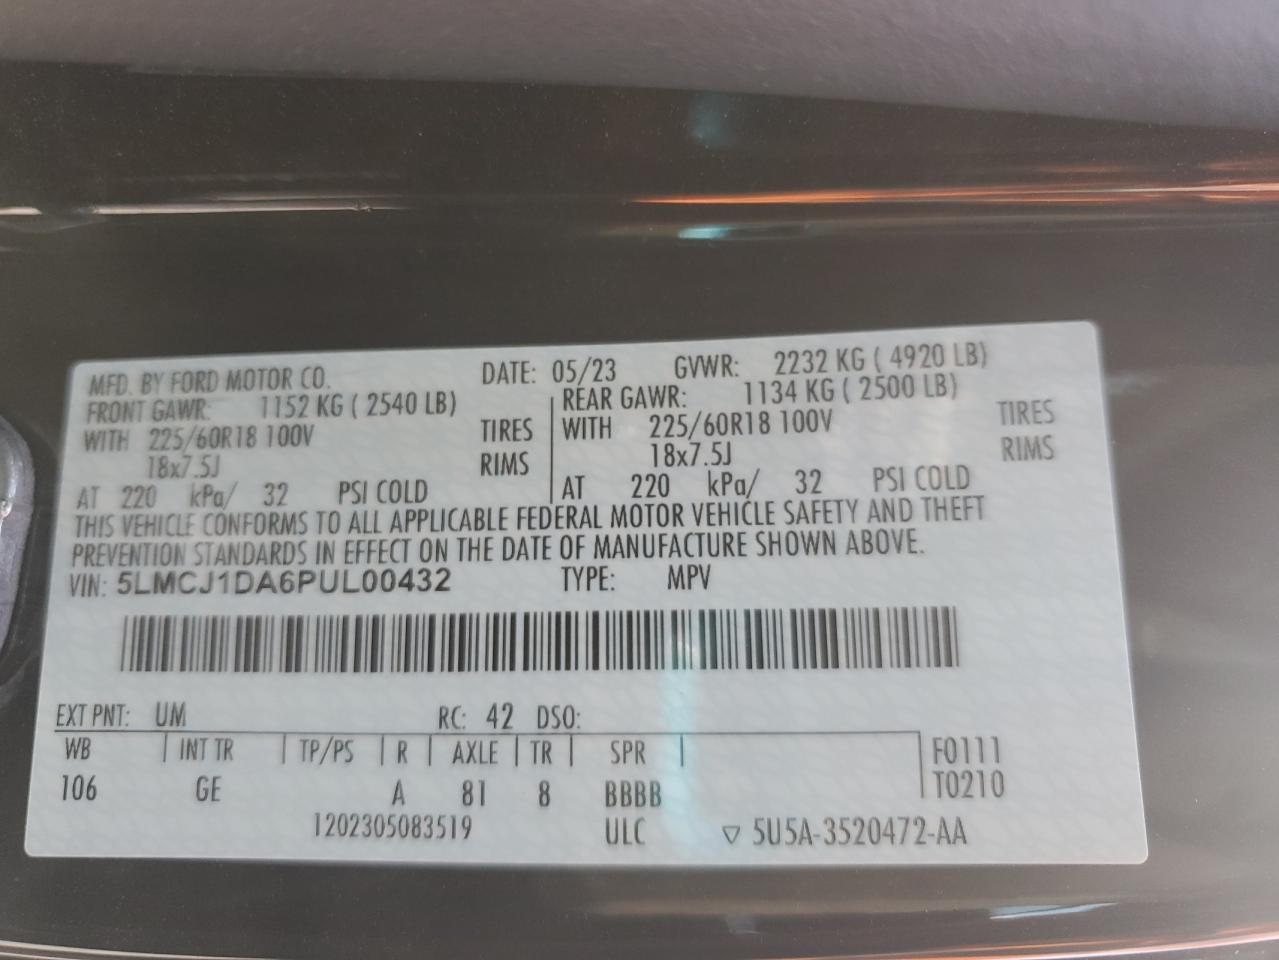 MFD. BY FORD MOTOR CO. DATE: 05/23 GVWR: 2232 KG ( 4920 LB)
FRONT GAWR: 1152 KG ( 2540 LB) REAR GAWR: 1134 KG ( 2500 LB)
WITH 225/60R18 100V TIRES WITH 225/60R18 100V TIRES
18x7.5J RIMS 18x7.5J RIMS
AT 220 kPa/ 32 PSI COLD AT 220 kPa/ 32 PSI COLD
THIS VEHICLE CONFORMS TO ALL APPLICABLE FEDERAL MOTOR VEHICLE SAFETY AND THEFT
PREVENTION STANDARDS IN EFFECT ON THE DATE OF MANUFACTURE SHOWN ABOVE.
VIN: 5LMCJ1DA6PUL00432 TYPE: MPV
EXT PNT: UM RC: 42 DSO:
WB INT TR TP/PS R AXLE TR SPR F0111
106 GE A 81 8 BBBB T0210
1202305083519 ULC ▽ 5U5A-3520472-AA